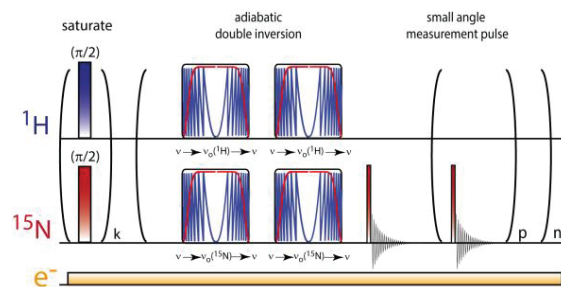 saturate
adiabatic
double inversion
small angle
measurement pulse
(π/2)
¹H
ν→ν₀(¹H)→ν ν→ν₀(¹H)→ν
(π/2)
¹⁵N
k
p
n
ν→ν₀(¹⁵N)→ν ν→ν₀(¹⁵N)→ν
e⁻